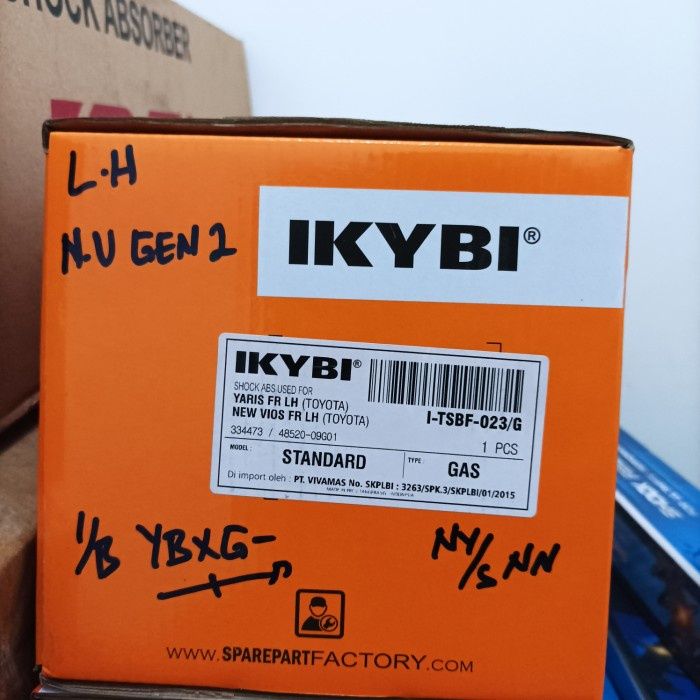 SHOCK ABSORBER
L.H
N.V GEN 2
IKYBI®
IKYBI®
SHOCK ABS USED FOR
YARIS FR LH (TOYOTA)
NEW VIOS FR LH (TOYOTA)
I-TSBF-023/G
334473 / 48520-09G01
1 PCS
MODEL : STANDARD
TYPE : GAS
Di import oleh : PT. VIVAMAS No. SKPLBI : 3263/SPK.3/SKPLBI/01/2015
1/B YBXG-
NY/S NN
WWW.SPAREPARTFACTORY.COM